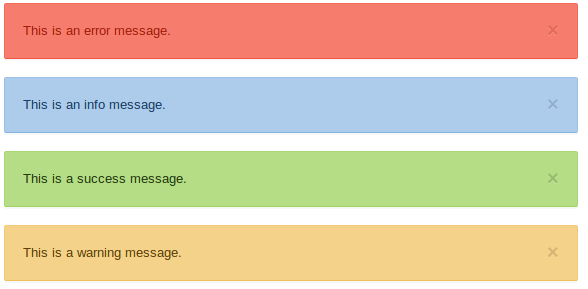 This is an error message. ×
This is an info message. ×
This is a success message. ×
This is a warning message. ×